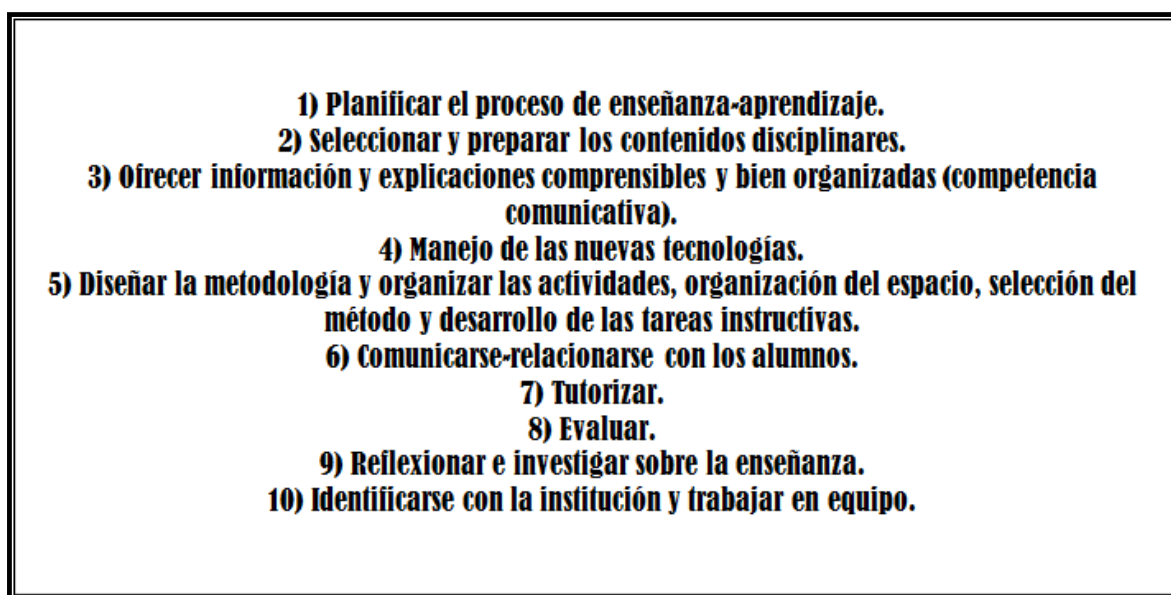 1) Planificar el proceso de enseñanza-aprendizaje.
2) Seleccionar y preparar los contenidos disciplinares.
3) Ofrecer información y explicaciones comprensibles y bien organizadas (competencia
comunicativa).
4) Manejo de las nuevas tecnologías.
5) Diseñar la metodología y organizar las actividades, organización del espacio, selección del
método y desarrollo de las tareas instructivas.
6) Comunicarse-relacionarse con los alumnos.
7) Tutorizar.
8) Evaluar.
9) Reflexionar e investigar sobre la enseñanza.
10) Identificarse con la institución y trabajar en equipo.